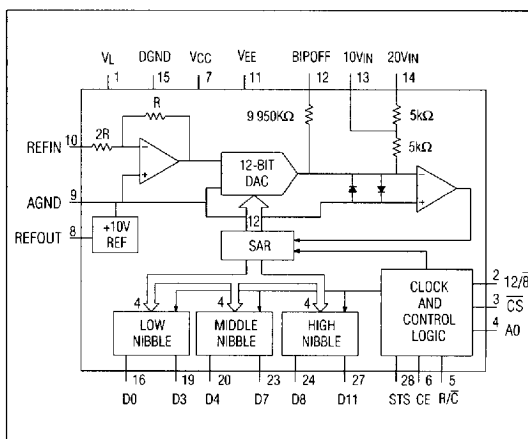 VL DGND VCC VEE BIPOFF 10VIN 20VIN
1 15 7 11 12 13 14
R
9 950KΩ
5kΩ
5kΩ
REFIN 10 2R
12-BIT
DAC
AGND 9
REFOUT 8
+10V
REF
12
SAR
4 4 4
LOW
NIBBLE
MIDDLE
NIBBLE
HIGH
NIBBLE
CLOCK
AND
CONTROL
LOGIC
2 12/8̅
3 C̅S̅
4 A0
16 19 20 23 24 27 28 6 5
D0 D3 D4 D7 D8 D11 STS CE R/C̅